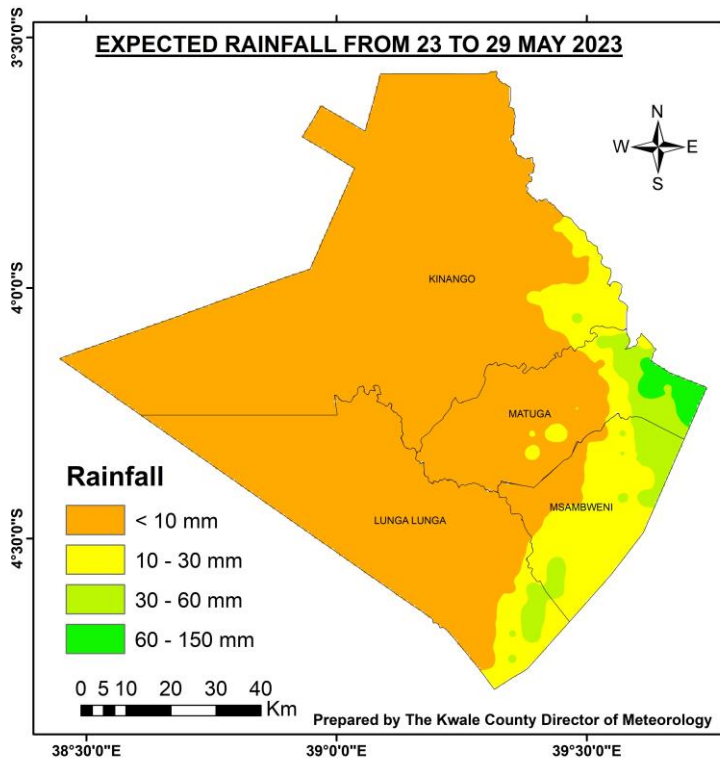 EXPECTED RAINFALL FROM 23 TO 29 MAY 2023
3°30'0"S
N
W E
S
KINANGO
4°0'0"S
MATUGA
MSAMBWENI
LUNGA LUNGA
4°30'0"S
Rainfall
< 10 mm
10 - 30 mm
30 - 60 mm
60 - 150 mm
0 5 10 20 30 40
Km
Prepared by The Kwale County Director of Meteorology
38°30'0"E 39°0'0"E 39°30'0"E